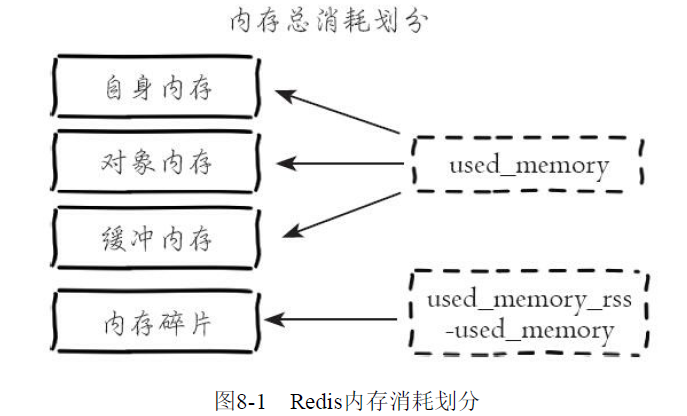 内存总消耗划分
自身内存
对象内存
used_memory
缓冲内存
内存碎片
used_memory_rss
-used_memory
图8-1 Redis内存消耗划分